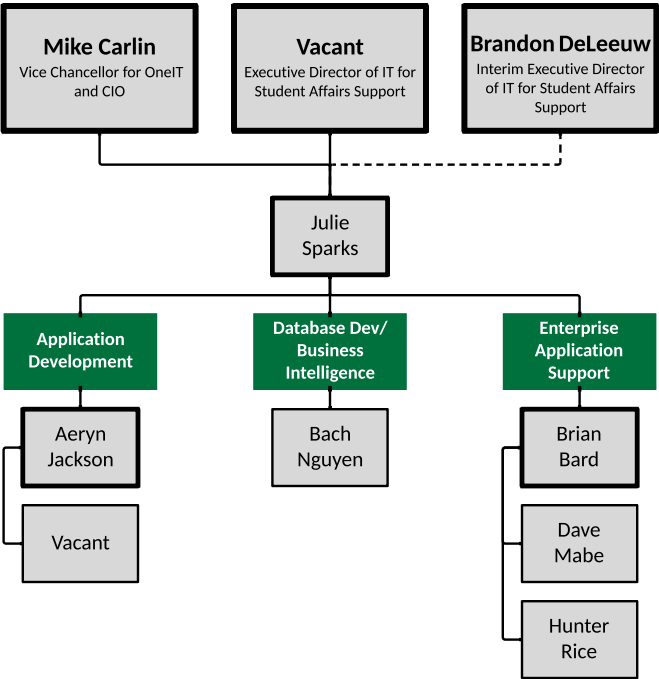 Mike Carlin
Vice Chancellor for OneIT
and CIO
Vacant
Executive Director of IT for
Student Affairs Support
Brandon DeLeeuw
Interim Executive Director
of IT for Student Affairs
Support
Julie
Sparks
Application
Development
Database Dev/
Business
Intelligence
Enterprise
Application
Support
Aeryn
Jackson
Vacant
Bach
Nguyen
Brian
Bard
Dave
Mabe
Hunter
Rice